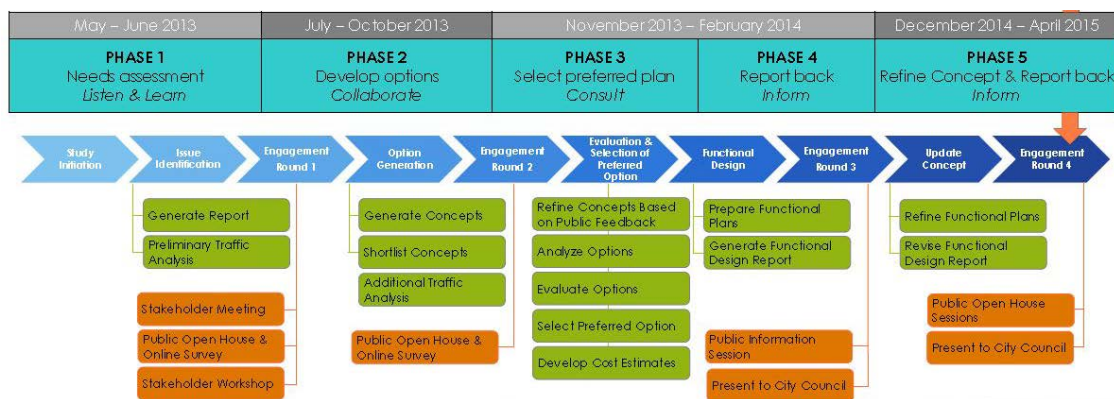 May – June 2013
July – October 2013
November 2013 – February 2014
December 2014 – April 2015
PHASE 1
Needs assessment
Listen & Learn
PHASE 2
Develop options
Collaborate
PHASE 3
Select preferred plan
Consult
PHASE 4
Report back
Inform
PHASE 5
Refine Concept & Report back
Inform
Study
Initiation
Issue
Identification
Engagement
Round 1
Option
Generation
Engagement
Round 2
Evaluation &
Selection of
Preferred
Option
Functional
Design
Engagement
Round 3
Update
Concept
Engagement
Round 4
Generate Report
Preliminary Traffic
Analysis
Stakeholder Meeting
Public Open House &
Online Survey
Stakeholder Workshop
Generate Concepts
Shortlist Concepts
Additional Traffic
Analysis
Public Open House &
Online Survey
Refine Concepts Based
on Public Feedback
Analyze Options
Evaluate Options
Select Preferred Option
Develop Cost Estimates
Prepare Functional
Plans
Generate Functional
Design Report
Public Information
Session
Present to City Council
Refine Functional Plans
Revise Functional
Design Report
Public Open House
Sessions
Present to City Council